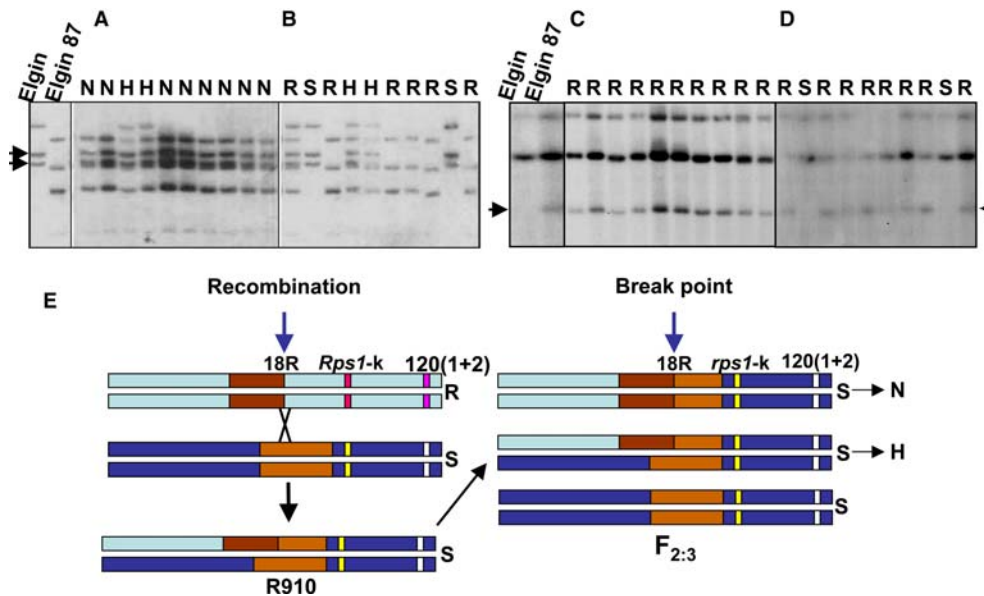 A B C D
Elgin
Elgin 87
N N H H N N N N N N
R S R H H R R R S R
Elgin
Elgin 87
R R R R R R R R R R R
R S R R R R R R S R
E
Recombination
18R Rps1-k 120(1+2)
R
S
S
R910
Break point
18R rps1-k 120(1+2)
S N
S H
S
F2:3